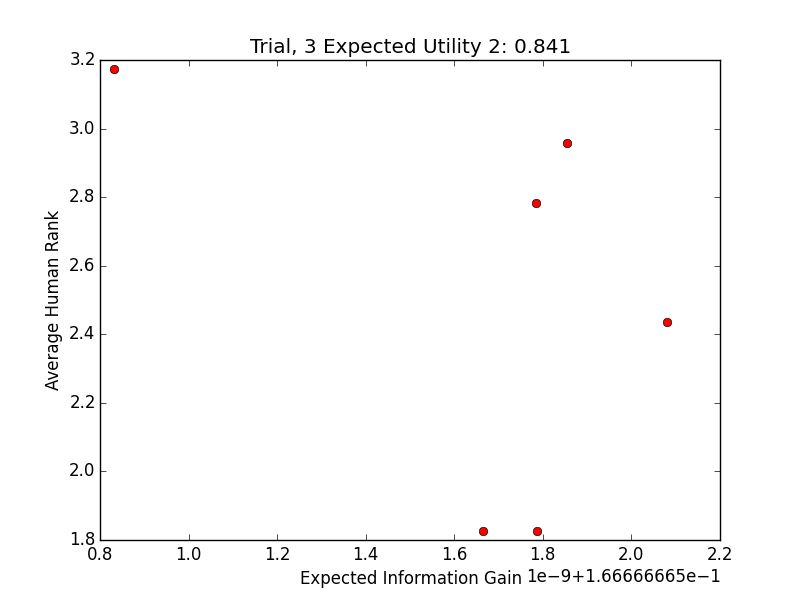 Trial, 3 Expected Utility 2: 0.841
3.2
3.0
2.8
2.6
2.4
2.2
2.0
1.8
Average Human Rank
0.8 1.0 1.2 1.4 1.6 1.8 2.0 2.2
Expected Information Gain 1e−9+1.66666665e−1